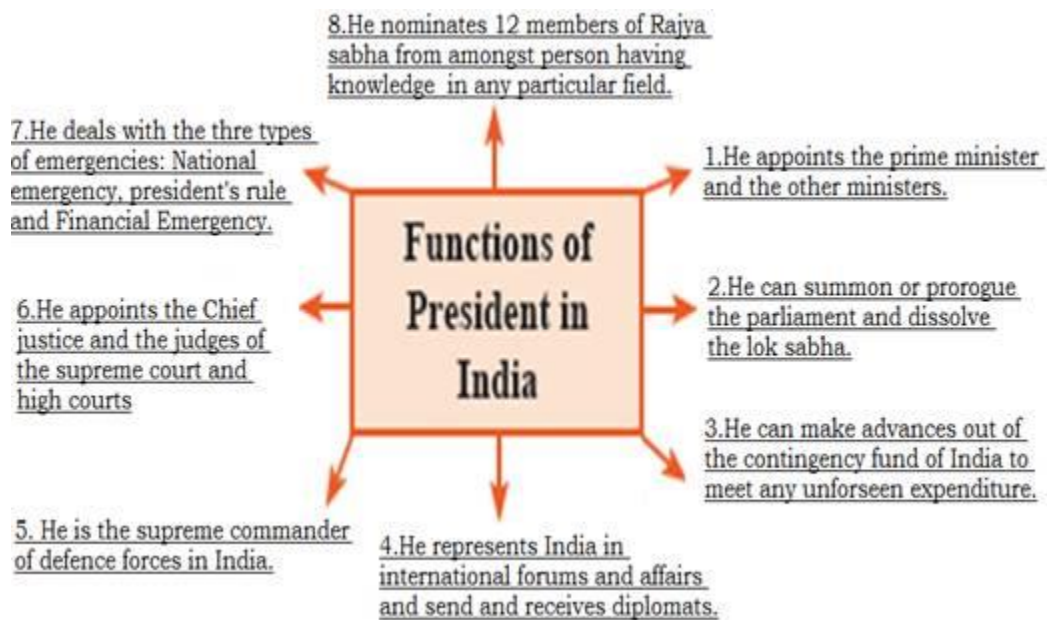 Functions of
President in
India
1.He appoints the prime minister
and the other ministers.
2.He can summon or prorogue
the parliament and dissolve
the lok sabha.
3.He can make advances out of
the contingency fund of India to
meet any unforseen expenditure.
4.He represents India in
international forums and affairs
and send and receives diplomats.
5. He is the supreme commander
of defence forces in India.
6.He appoints the Chief
justice and the judges of
the supreme court and
high courts
7.He deals with the thre types
of emergencies: National
emergency, president's rule
and Financial Emergency.
8.He nominates 12 members of Rajya
sabha from amongst person having
knowledge in any particular field.